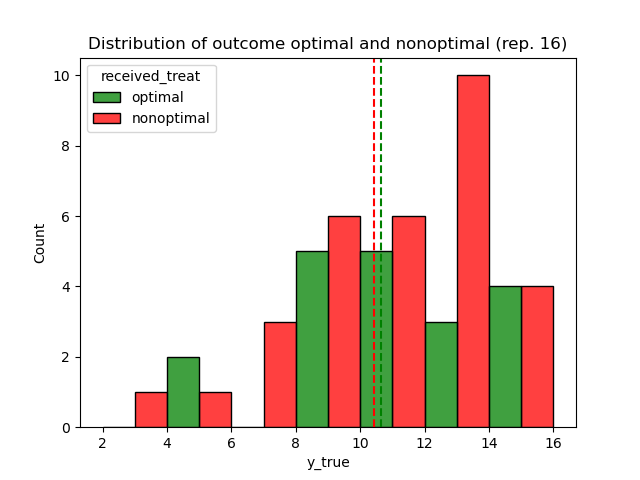 Distribution of outcome optimal and nonoptimal (rep. 16)
received_treat
optimal
nonoptimal
Count
10
8
6
4
2
0
2 4 6 8 10 12 14 16
y_true